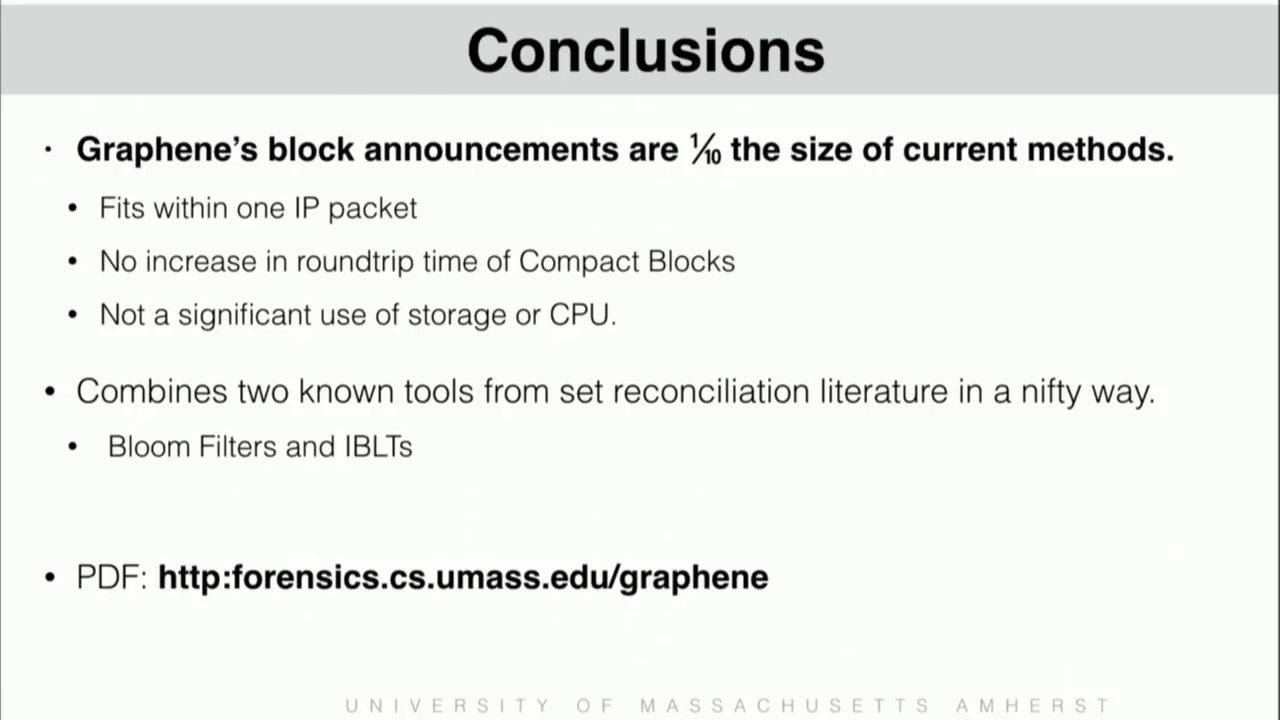 Conclusions
• Graphene’s block announcements are ⅒ the size of current methods.
• Fits within one IP packet
• No increase in roundtrip time of Compact Blocks
• Not a significant use of storage or CPU.
• Combines two known tools from set reconciliation literature in a nifty way.
• Bloom Filters and IBLTs
• PDF: http:forensics.cs.umass.edu/graphene
UNIVERSITY OF MASSACHUSETTS AMHERST